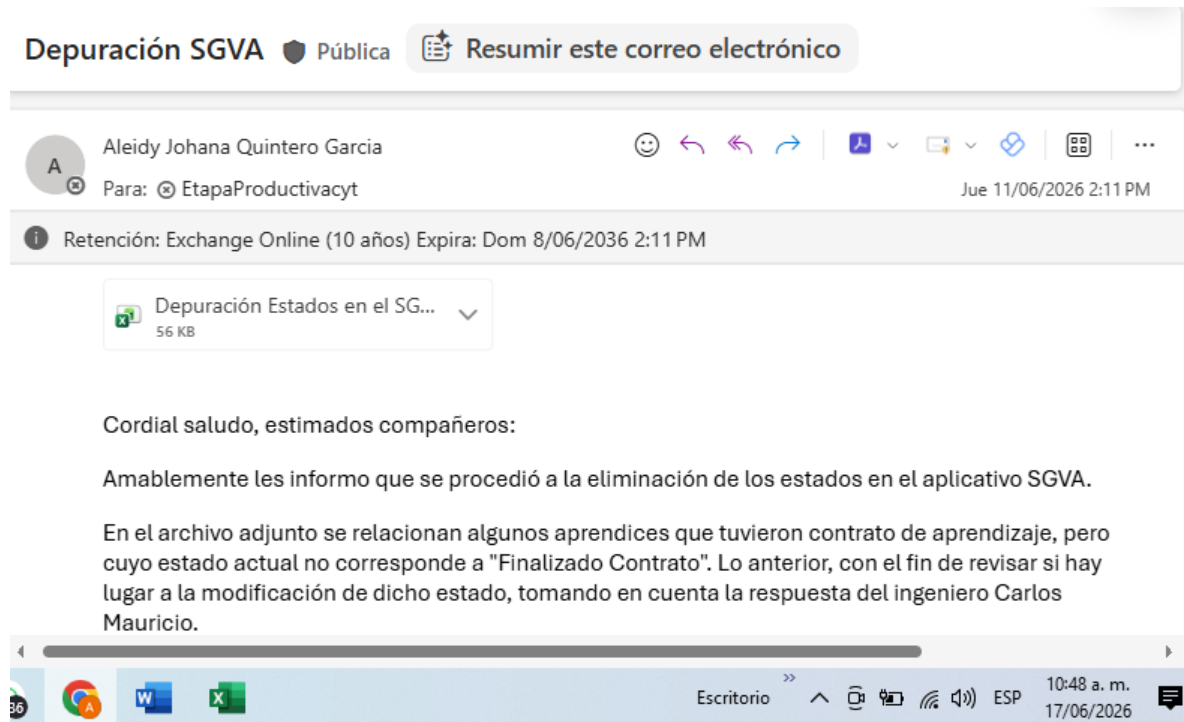 Depuración SGVA Pública Resumir este correo electrónico
A
Aleidy Johana Quintero Garcia
Para: EtapaProductivacyt
Jue 11/06/2026 2:11 PM
Retención: Exchange Online (10 años) Expira: Dom 8/06/2036 2:11 PM
Depuración Estados en el SG...
56 KB
Cordial saludo, estimados compañeros:
Amablemente les informo que se procedió a la eliminación de los estados en el aplicativo SGVA.
En el archivo adjunto se relacionan algunos aprendices que tuvieron contrato de aprendizaje, pero
cuyo estado actual no corresponde a "Finalizado Contrato". Lo anterior, con el fin de revisar si hay
lugar a la modificación de dicho estado, tomando en cuenta la respuesta del ingeniero Carlos
Mauricio.
Escritorio ESP 10:48 a. m.
17/06/2026